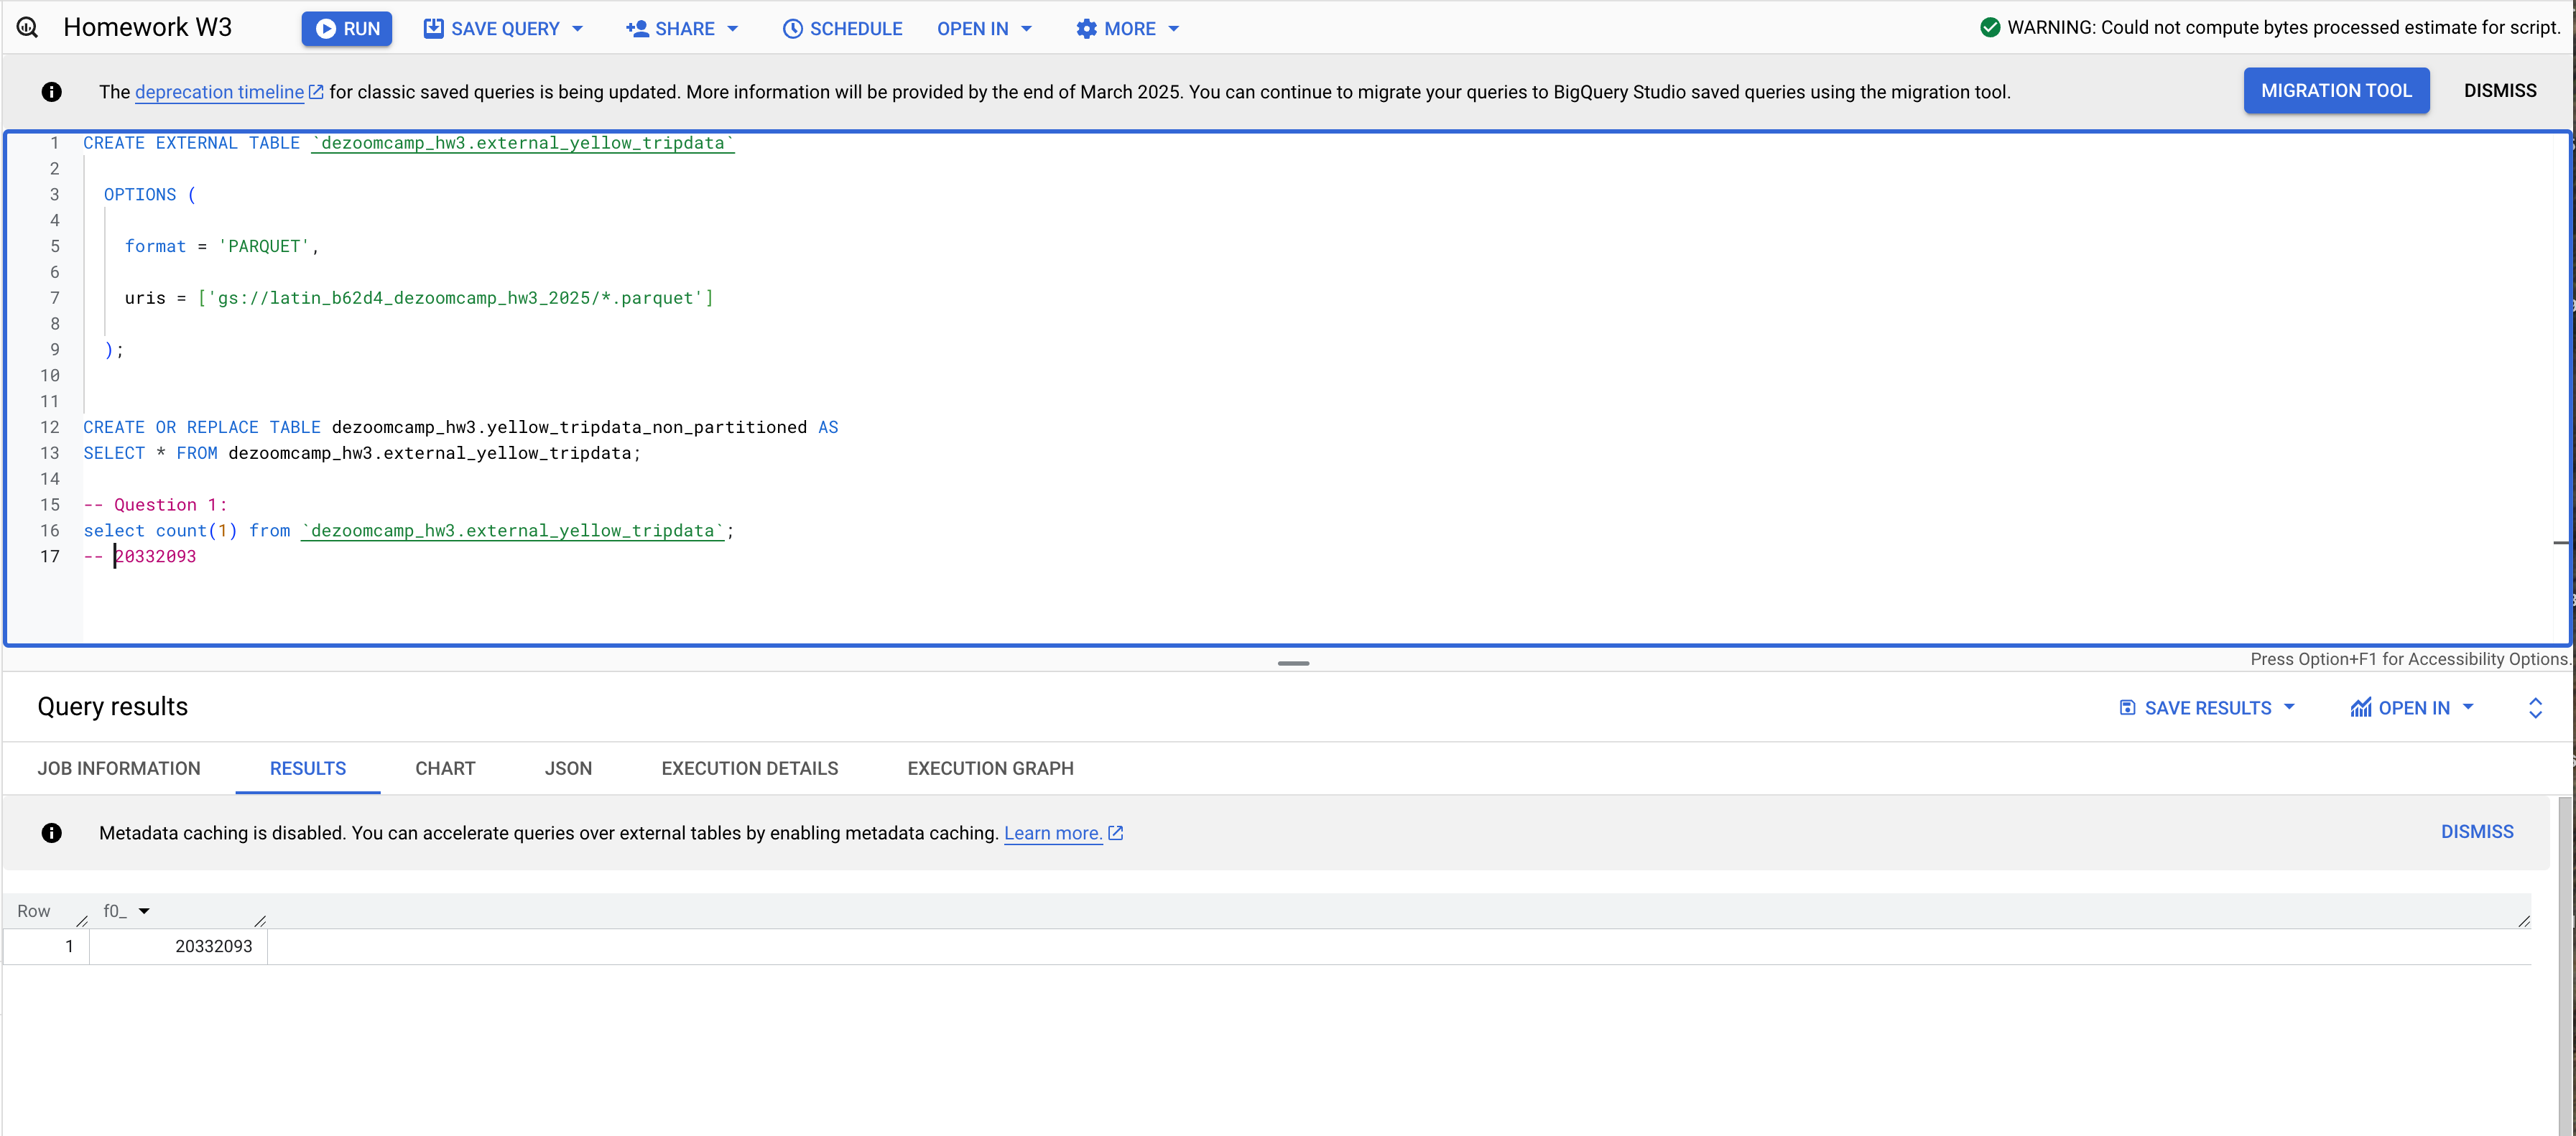 Homework W3 RUN SAVE QUERY SHARE SCHEDULE OPEN IN MORE WARNING: Could not compute bytes processed estimate for script.
The deprecation timeline for classic saved queries is being updated. More information will be provided by the end of March 2025. You can continue to migrate your queries to BigQuery Studio saved queries using the migration tool. MIGRATION TOOL DISMISS
1 CREATE EXTERNAL TABLE `dezoomcamp_hw3.external_yellow_tripdata`
2
3 OPTIONS (
4
5 format = 'PARQUET',
6
7 uris = ['gs://latin_b62d4_dezoomcamp_hw3_2025/*.parquet']
8
9 );
10
11
12 CREATE OR REPLACE TABLE dezoomcamp_hw3.yellow_tripdata_non_partitioned AS
13 SELECT * FROM dezoomcamp_hw3.external_yellow_tripdata;
14
15 -- Question 1:
16 select count(1) from `dezoomcamp_hw3.external_yellow_tripdata`;
17 -- 20332093
Press Option+F1 for Accessibility Options.
Query results SAVE RESULTS OPEN IN
JOB INFORMATION RESULTS CHART JSON EXECUTION DETAILS EXECUTION GRAPH
Metadata caching is disabled. You can accelerate queries over external tables by enabling metadata caching. Learn more. DISMISS
Row f0_
1 20332093